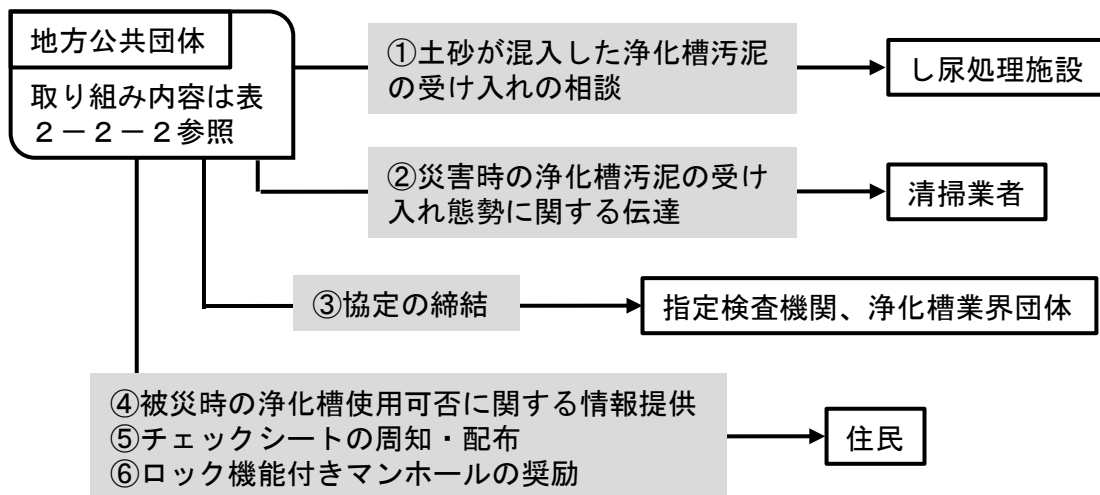 地方公共団体
取り組み内容は表
２－２－２参照
①土砂が混入した浄化槽汚泥
の受け入れの相談
し尿処理施設
②災害時の浄化槽汚泥の受け
入れ態勢に関する伝達
清掃業者
③協定の締結
指定検査機関、浄化槽業界団体
④被災時の浄化槽使用可否に関する情報提供
⑤チェックシートの周知・配布
⑥ロック機能付きマンホールの奨励
住民